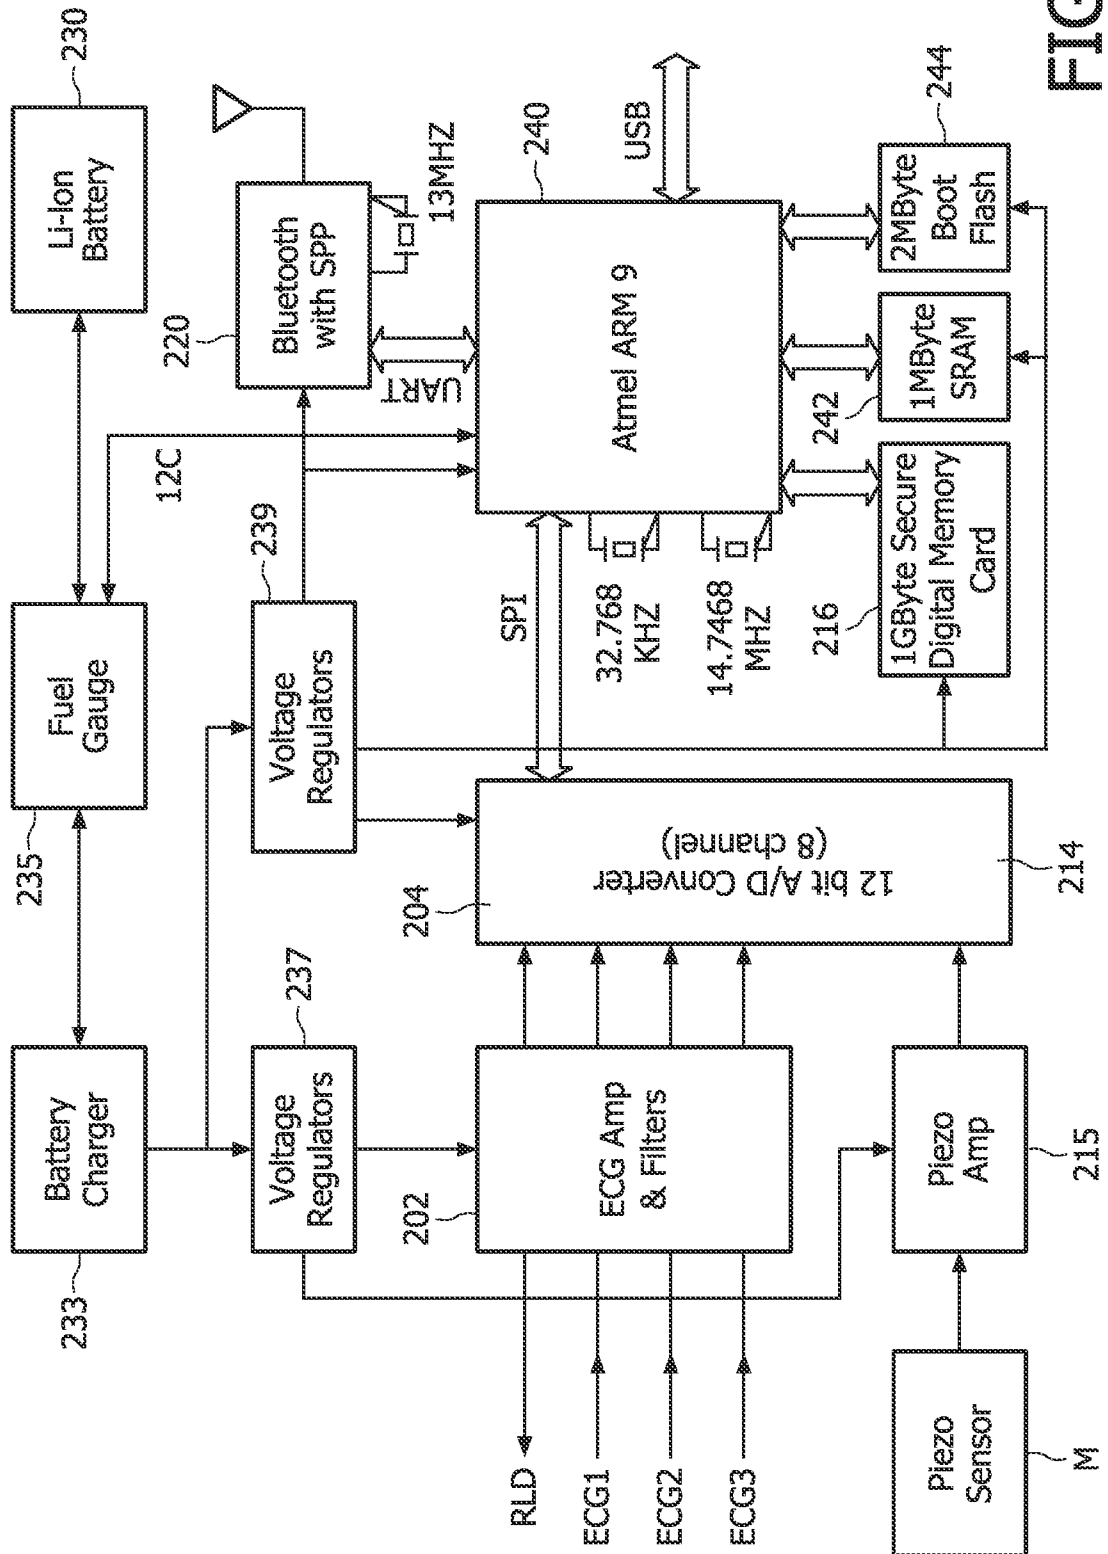 233
Battery
Charger
235
Fuel
Gauge
Li-Ion
Battery
230
Voltage
Regulators
237
Voltage
Regulators
239
12C
220
Bluetooth
with SPP
13MHZ
UART
RLD
ECG1
ECG2
ECG3
202
ECG Amp
& Filters
204
12 bit A/D Converter
(8 channel)
214
SPI
32.768
KHZ
14.7468
MHZ
Atmel ARM 9
240
USB
Piezo
Sensor
M
Piezo
Amp
215
216
1GByte Secure
Digital Memory
Card
242
1MByte
SRAM
2MByte
Boot
Flash
244
FIG